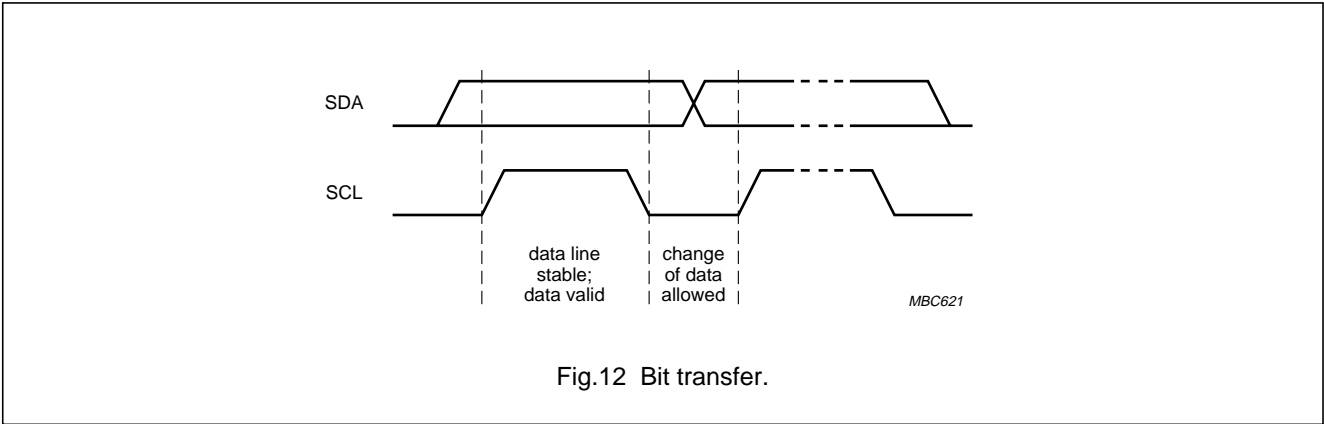 SDA
SCL
data line
stable;
data valid
change
of data
allowed
MBC621
Fig.12 Bit transfer.